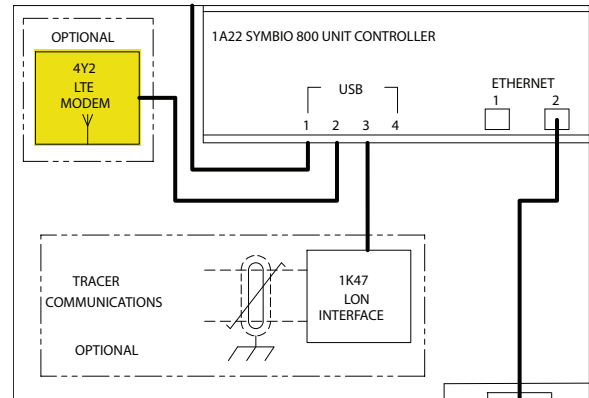 OPTIONAL
4Y2
LTE
MODEM
1A22 SYMBIO 800 UNIT CONTROLLER
USB
1 2 3 4
ETHERNET
1 2
TRACER
COMMUNICATIONS
OPTIONAL
1K47
LON
INTERFACE